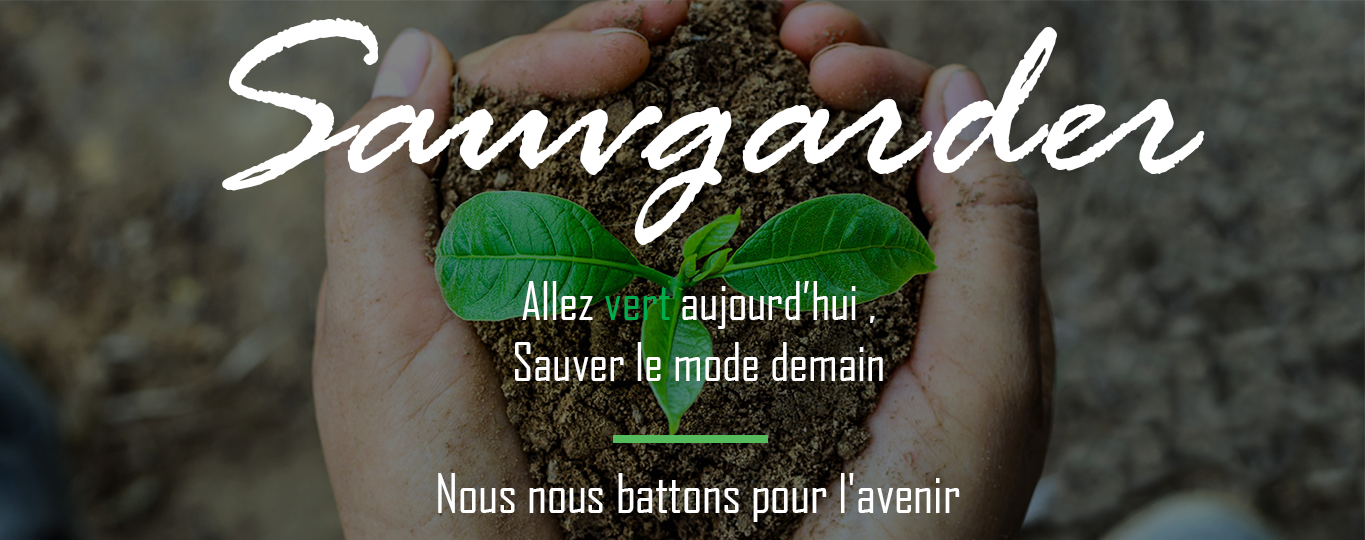 Sauvgarder
Allez vert aujourd’hui ,
Sauver le mode demain
Nous nous battons pour l'avenir